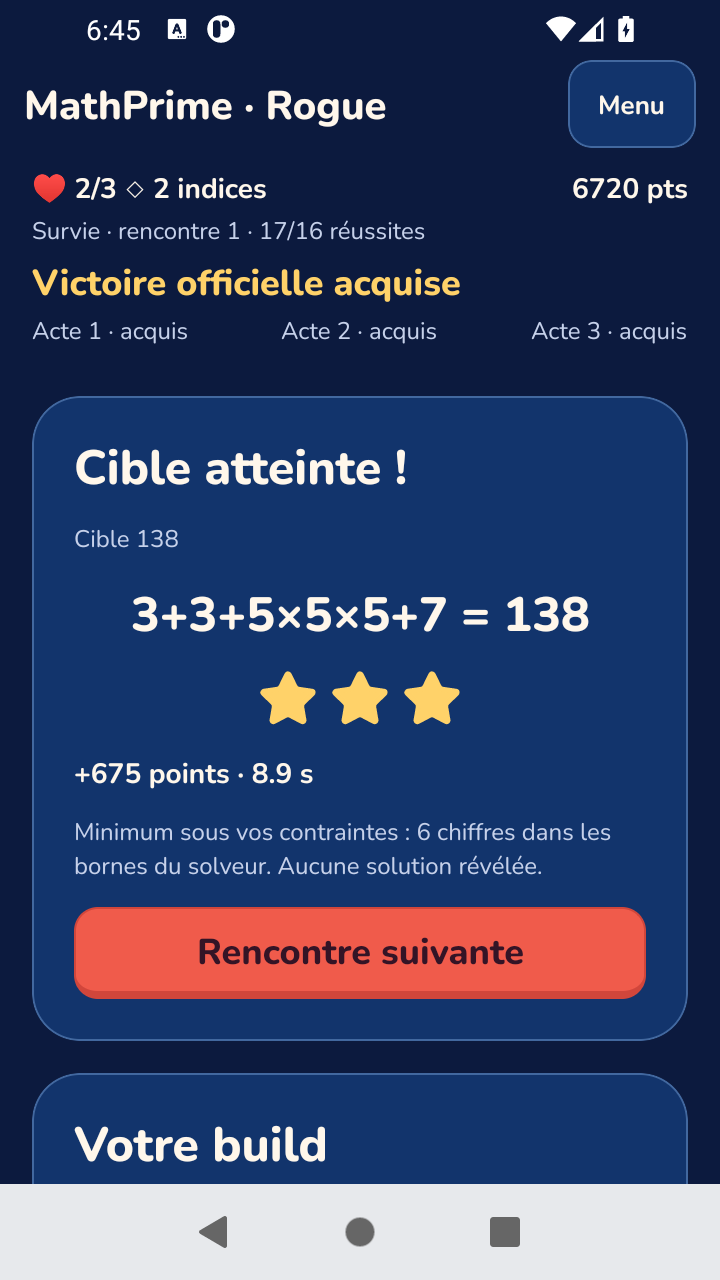 6:45
MathPrime · Rogue
Menu
2/3 ◇ 2 indices
6720 pts
Survie · rencontre 1 · 17/16 réussites
Victoire officielle acquise
Acte 1 · acquis
Acte 2 · acquis
Acte 3 · acquis
Cible atteinte !
Cible 138
3+3+5×5×5+7 = 138
+675 points · 8.9 s
Minimum sous vos contraintes : 6 chiffres dans les
bornes du solveur. Aucune solution révélée.
Rencontre suivante
Votre build